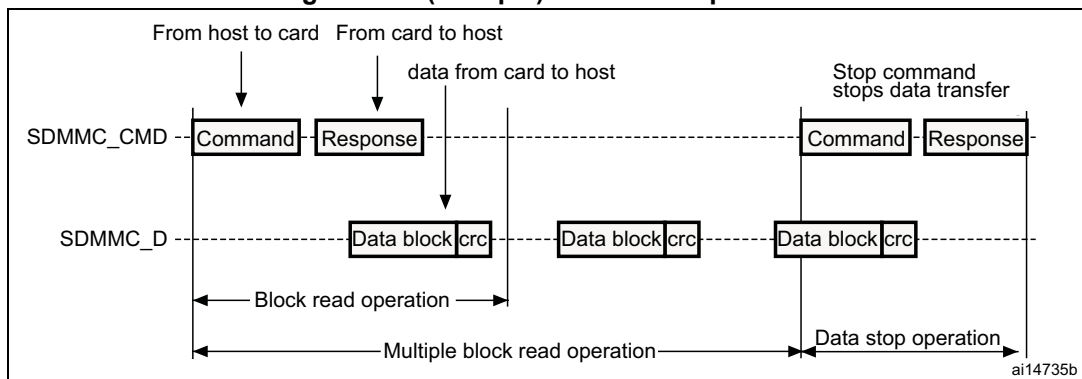 From host to card From card to host
data from card to host
Stop command
stops data transfer
SDMMC_CMD Command Response Command Response
SDMMC_D Data block crc Data block crc Data block crc
Block read operation
Data stop operation
Multiple block read operation
ai14735b